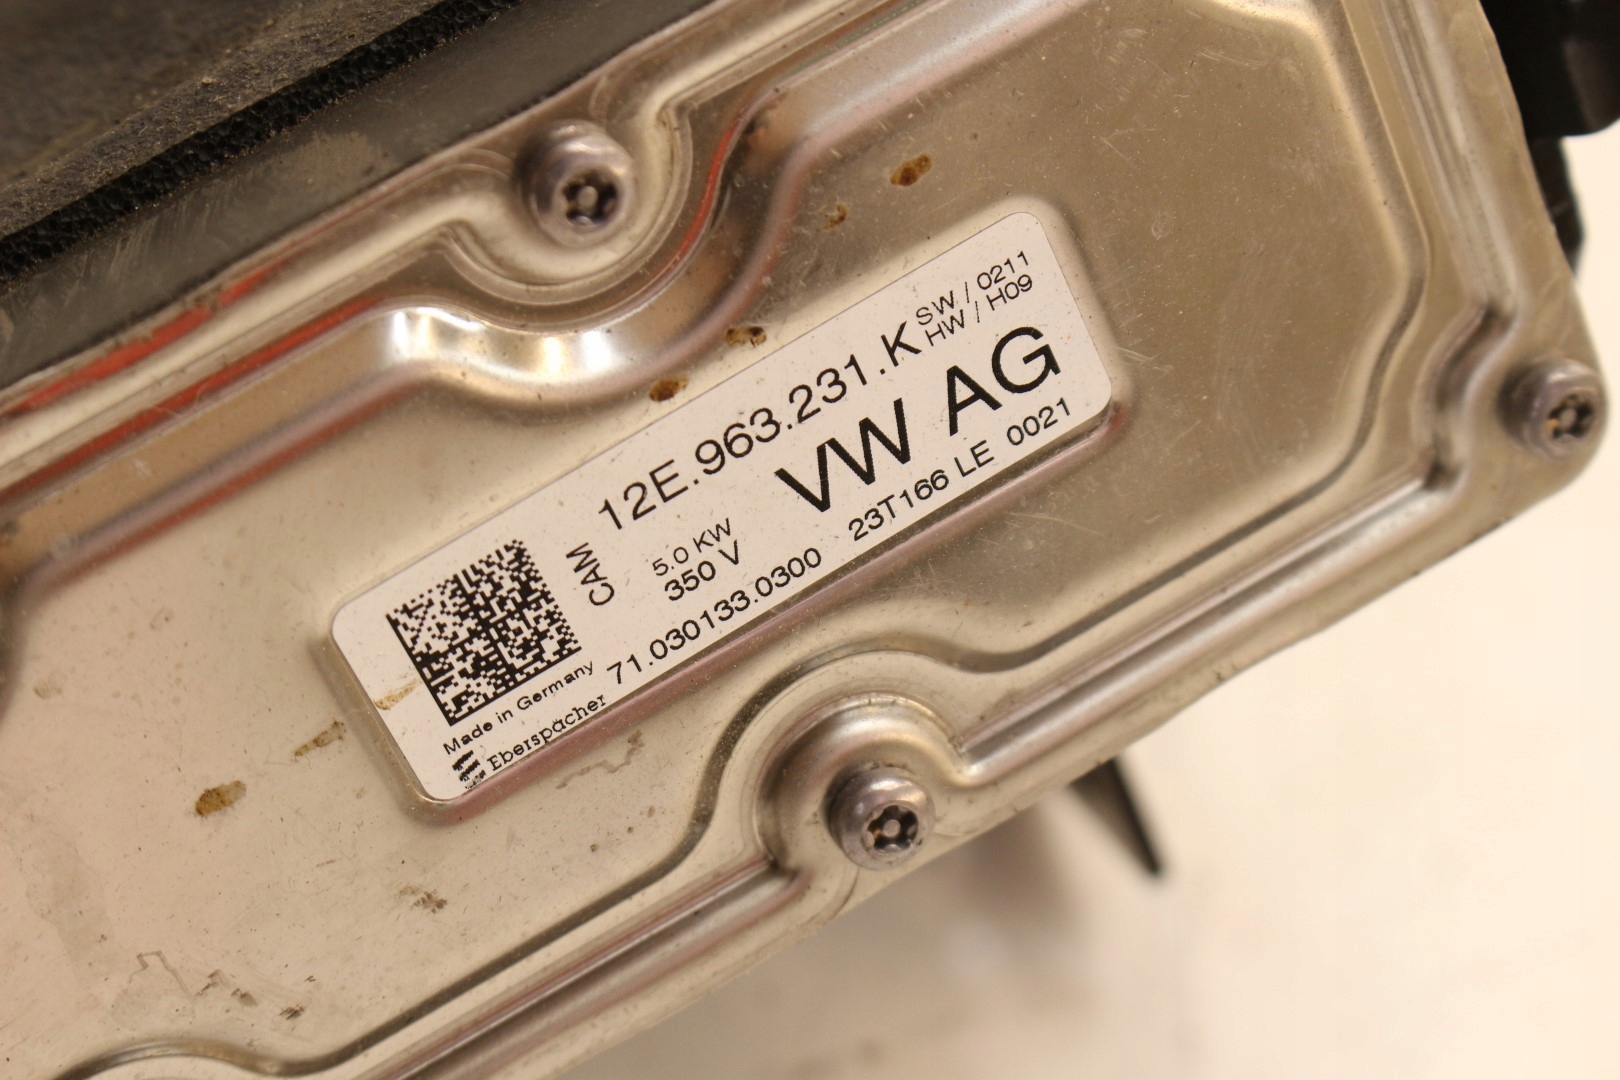 12E.963.231.K
SW / 0211
HW / H09
CAM
5.0 KW
350 V
VW AG
71.030133.0300 23T166 LE 0021
Made in Germany
Eberspächer